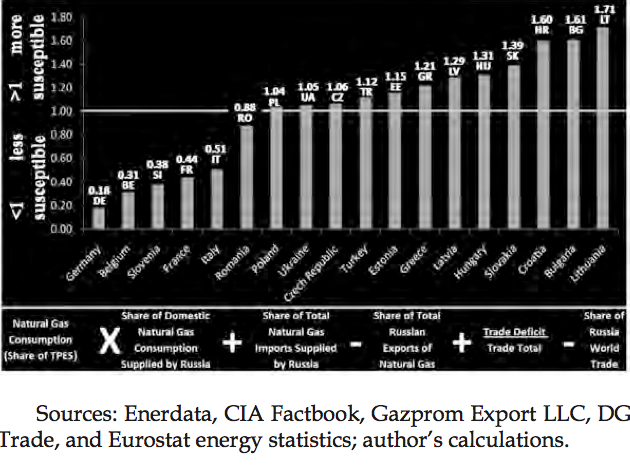 >1 more susceptible
<1 less susceptible
1.80
1.60
1.40
1.20
1.00
0.80
0.60
0.40
0.20
0.00
0.18 DE
0.31 BE
0.38 SI
0.44 FR
0.51 IT
0.88 RO
1.04 PL
1.05 UA
1.06 CZ
1.12 TR
1.15 EE
1.21 GR
1.29 LV
1.31 HU
1.39 SK
1.60 HR
1.61 BG
1.71 LT
Germany
Belgium
Slovenia
France
Italy
Romania
Poland
Ukraine
Czech Republic
Turkey
Estonia
Greece
Latvia
Hungary
Slovakia
Croatia
Bulgaria
Lithuania
Natural Gas
Consumption
(Share of TPES)
X
Share of Domestic
Natural Gas
Consumption
Supplied by Russia
+
Share of Total
Natural Gas
Imports Supplied
by Russia
-
Share of Total
Russian
Exports of
Natural Gas
+
Trade Deficit
Trade Total
-
Share of
Russia
World
Trade
Sources: Enerdata, CIA Factbook, Gazprom Export LLC, DG
Trade, and Eurostat energy statistics; author's calculations.